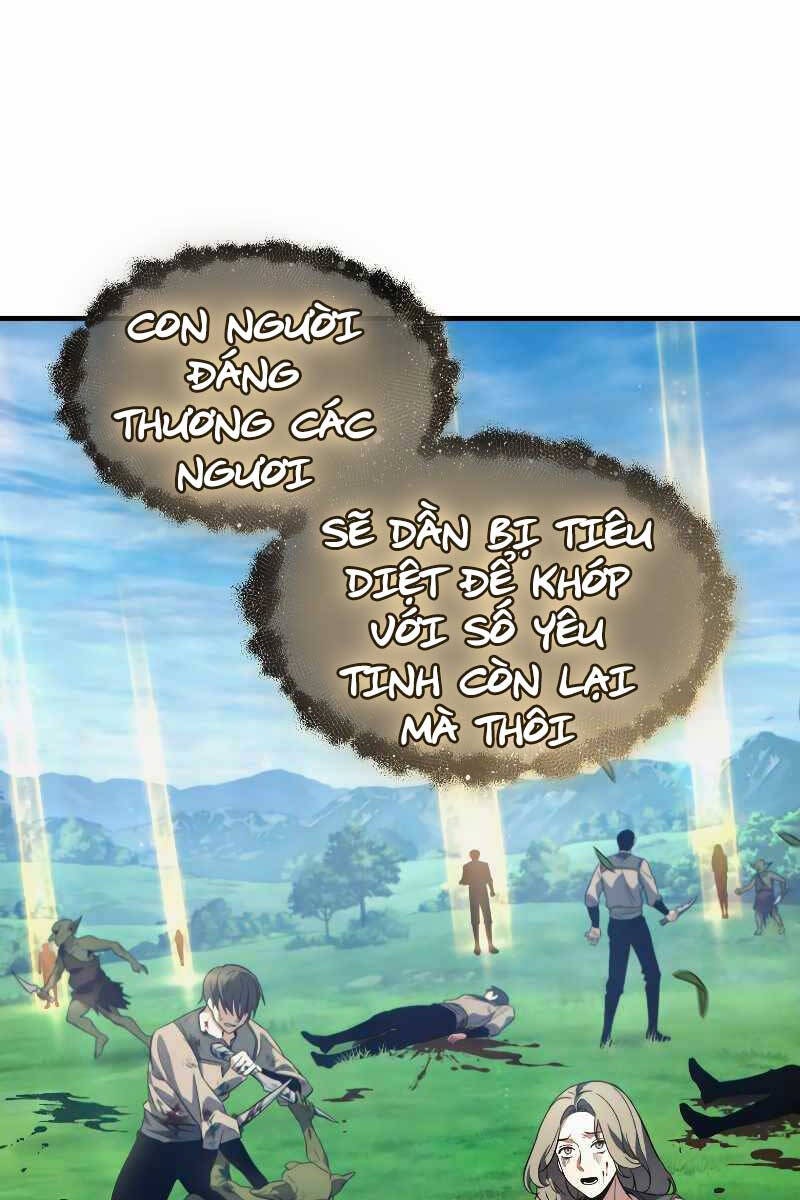 CON NGƯỜI
ĐÁNG
THƯƠNG CÁC
NGƯƠI
SẼ DẦN BỊ TIÊU
DIỆT ĐỂ KHỚP
VỚI SỐ YÊU
TINH CÒN LẠI
MÀ THÔI